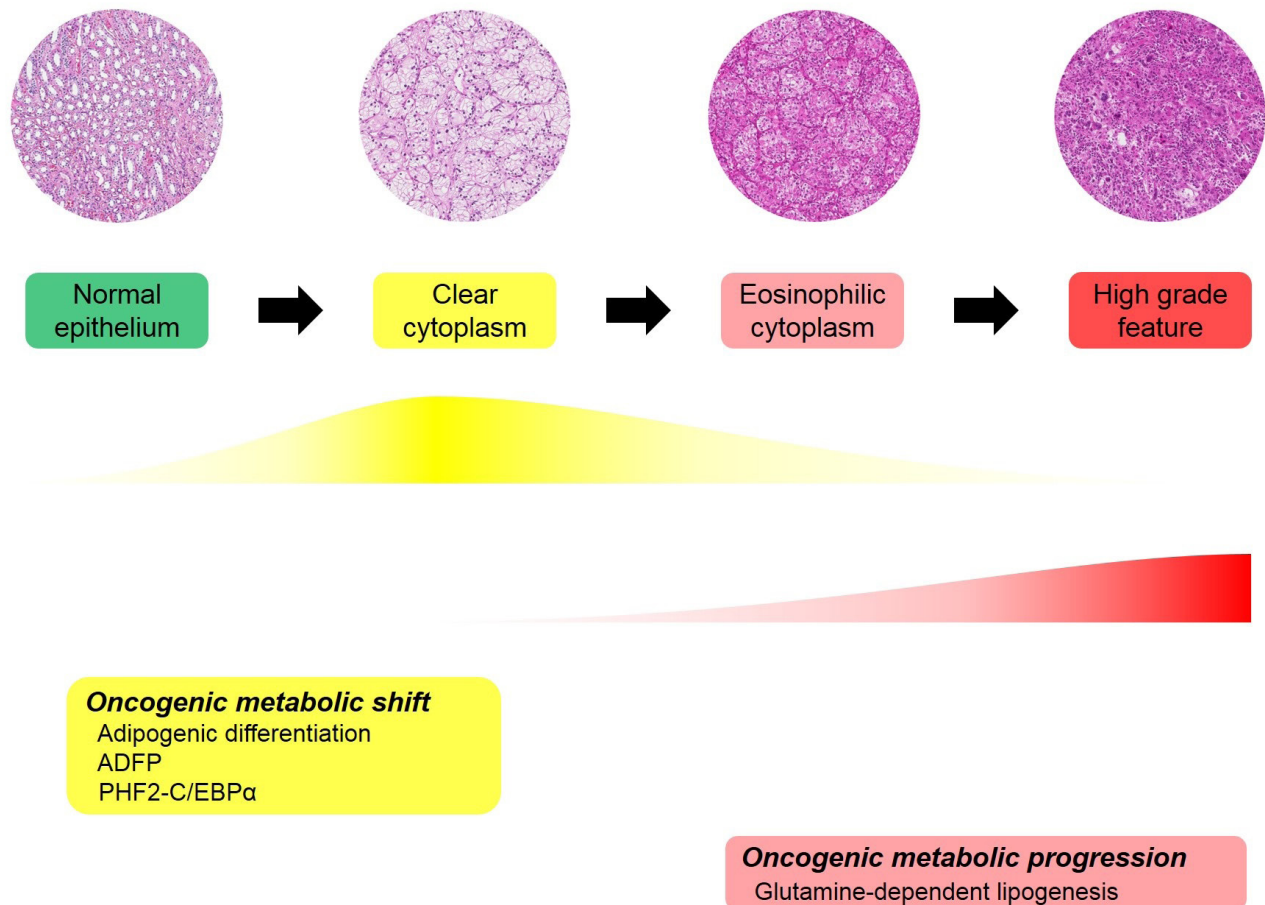 Normal
epithelium
Clear
cytoplasm
Eosinophilic
cytoplasm
High grade
feature
Oncogenic metabolic shift
Adipogenic differentiation
ADFP
PHF2-C/EBPα
Oncogenic metabolic progression
Glutamine-dependent lipogenesis